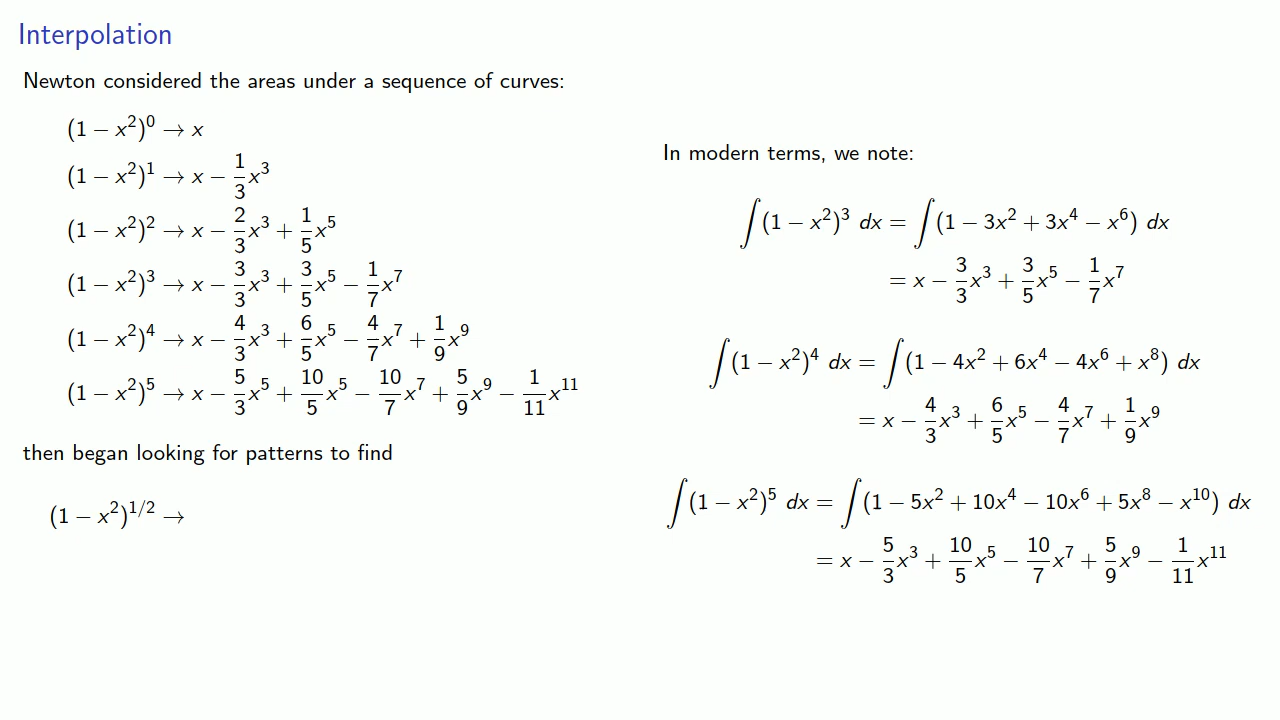 Interpolation
Newton considered the areas under a sequence of curves:
(1 − x²)⁰ → x
(1 − x²)¹ → x − 1/3 x³
(1 − x²)² → x − 2/3 x³ + 1/5 x⁵
(1 − x²)³ → x − 3/3 x³ + 3/5 x⁵ − 1/7 x⁷
(1 − x²)⁴ → x − 4/3 x³ + 6/5 x⁵ − 4/7 x⁷ + 1/9 x⁹
(1 − x²)⁵ → x − 5/3 x⁵ + 10/5 x⁵ − 10/7 x⁷ + 5/9 x⁹ − 1/11 x¹¹
then began looking for patterns to find
(1 − x²)^{1/2} →
In modern terms, we note:
∫(1 − x²)³ dx = ∫(1 − 3x² + 3x⁴ − x⁶) dx
= x − 3/3 x³ + 3/5 x⁵ − 1/7 x⁷
∫(1 − x²)⁴ dx = ∫(1 − 4x² + 6x⁴ − 4x⁶ + x⁸) dx
= x − 4/3 x³ + 6/5 x⁵ − 4/7 x⁷ + 1/9 x⁹
∫(1 − x²)⁵ dx = ∫(1 − 5x² + 10x⁴ − 10x⁶ + 5x⁸ − x¹⁰) dx
= x − 5/3 x³ + 10/5 x⁵ − 10/7 x⁷ + 5/9 x⁹ − 1/11 x¹¹